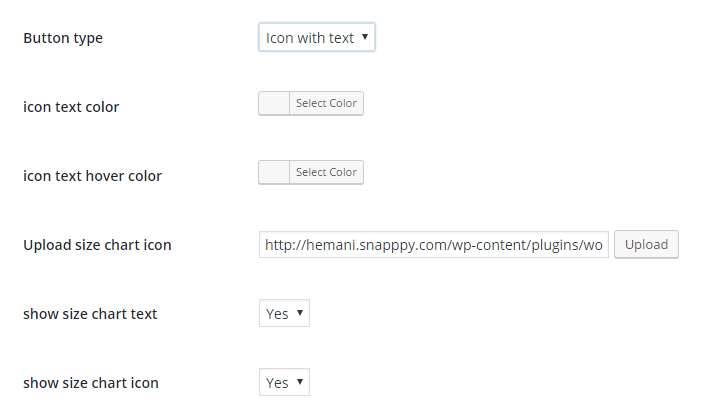 Button type Icon with text
icon text color Select Color
icon text hover color Select Color
Upload size chart icon http://hemani.snapppy.com/wp-content/plugins/wo Upload
show size chart text Yes
show size chart icon Yes